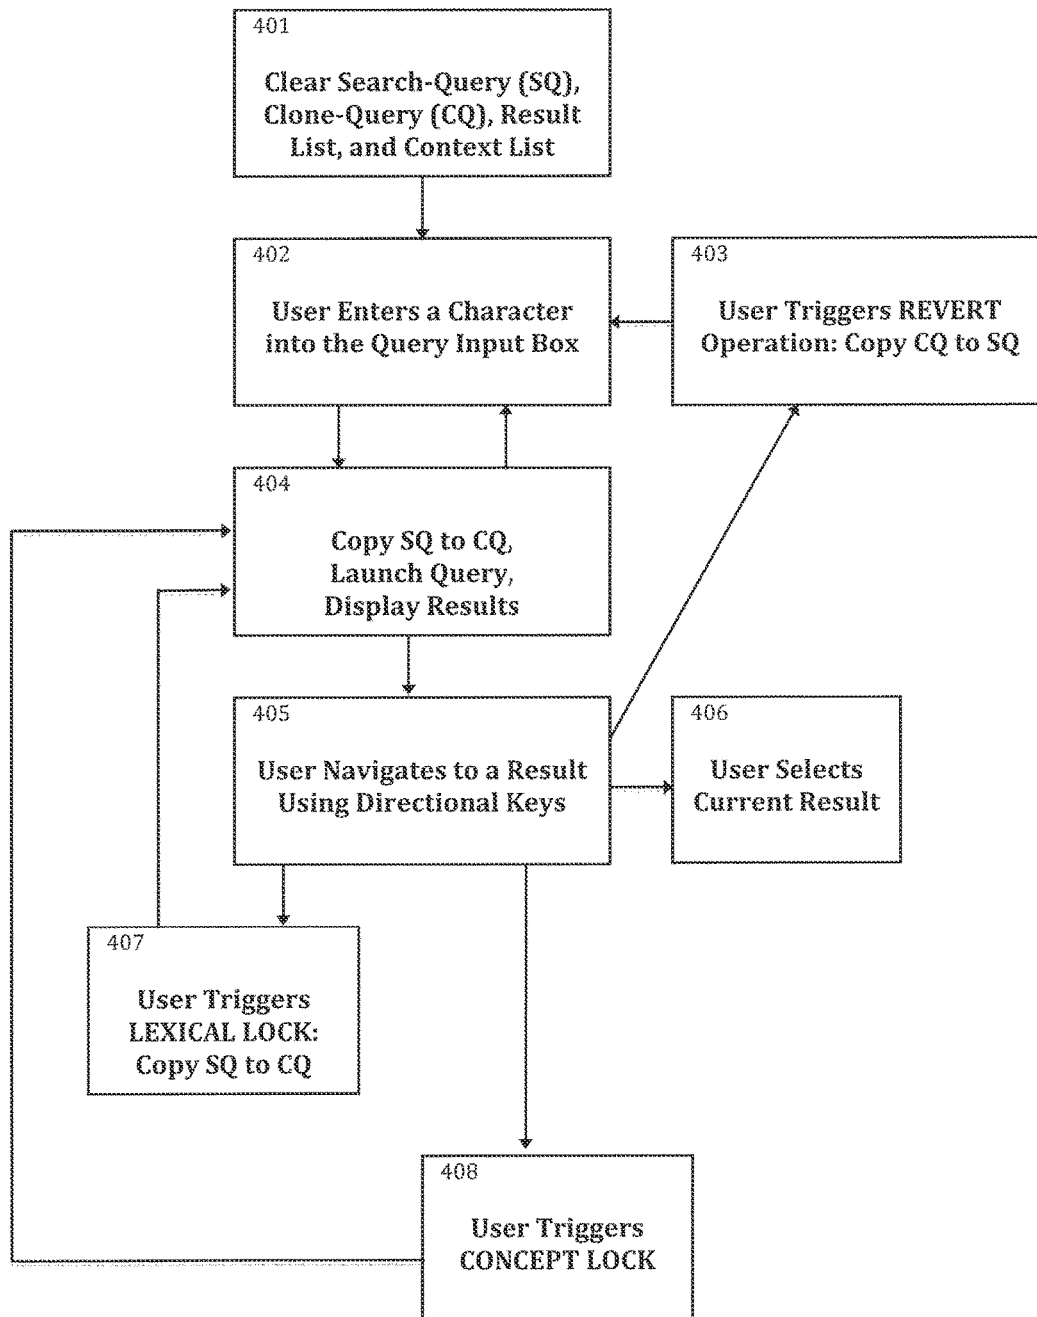 401
Clear Search-Query (SQ),
Clone-Query (CQ), Result
List, and Context List
402
User Enters a Character
into the Query Input Box
403
User Triggers REVERT
Operation: Copy CQ to SQ
404
Copy SQ to CQ,
Launch Query,
Display Results
405
User Navigates to a Result
Using Directional Keys
406
User Selects
Current Result
407
User Triggers
LEXICAL LOCK:
Copy SQ to CQ
408
User Triggers
CONCEPT LOCK